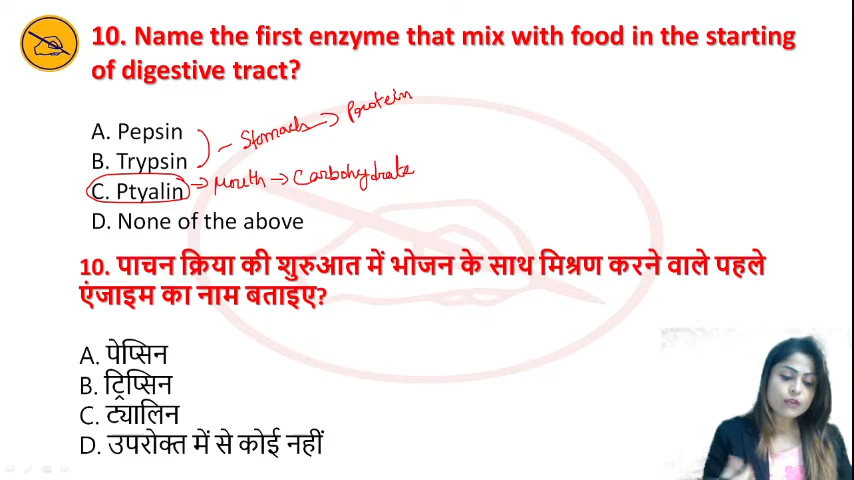 10. Name the first enzyme that mix with food in the starting
of digestive tract?
A. Pepsin
B. Trypsin
Stomach → Protein
C. Ptyalin → Mouth → Carbohydrate
D. None of the above
10. पाचन क्रिया की शुरुआत में भोजन के साथ मिश्रण करने वाले पहले
एंजाइम का नाम बताइए?
A. पेप्सिन
B. ट्रिप्सिन
C. ट्यालिन
D. उपरोक्त में से कोई नहीं